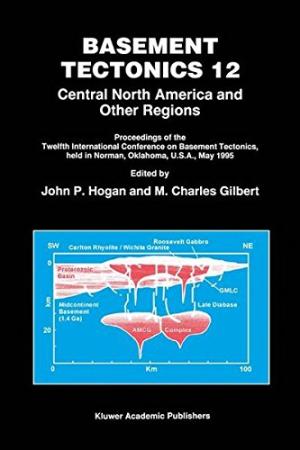 BASEMENT
TECTONICS 12
Central North America and
Other Regions
Proceedings of the
Twelfth International Conference on Basement Tectonics,
held in Norman, Oklahoma, U.S.A., May 1995
Edited by
John P. Hogan and M. Charles Gilbert
SW
Roosevelt Gabbro
NE
Carlton Rhyolite / Wichita Granite
0
Proterozoic
Basin
GMLC
km
Midcontinent
Basement
(1.4 Ga)
Late Diabase
20
AMCG
Complex
0
Km
100
Kluwer Academic Publishers